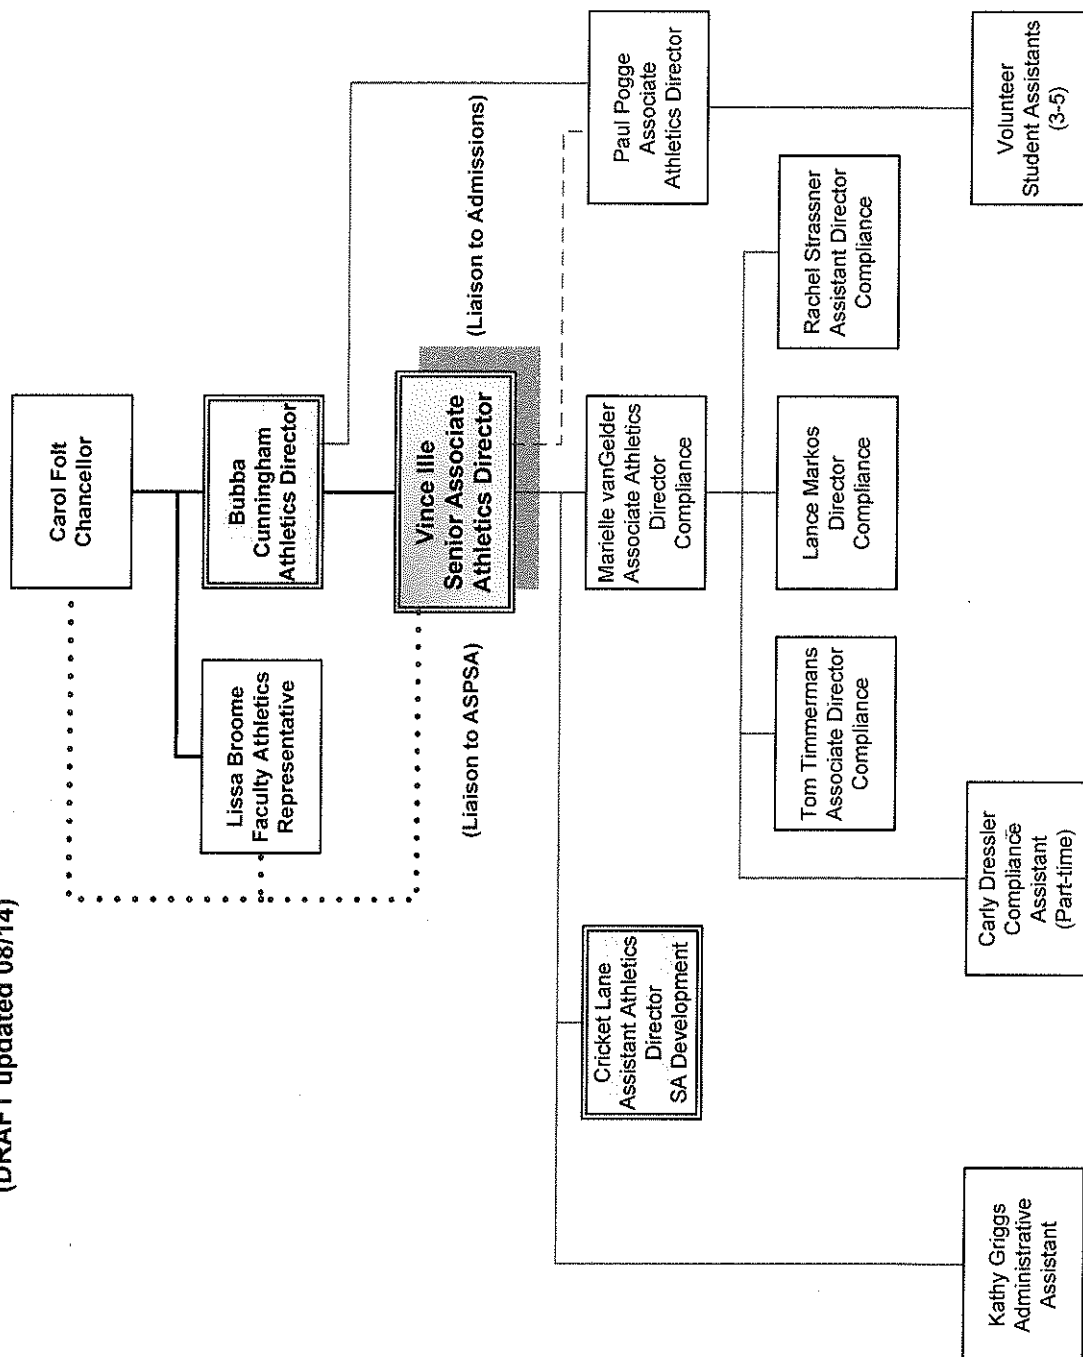 (DRAFT updated 08/14)
Carol Folt
Chancellor
Lissa Broome
Faculty Athletics
Representative
Bubba
Cunningham
Athletics Director
(Liaison to ASPSA)
Vince Ille
Senior Associate
Athletics Director
(Liaison to Admissions)
Cricket Lane
Assistant Athletics
Director
SA Development
Marielle vanGelder
Associate Athletics
Director
Compliance
Paul Pogge
Associate
Athletics Director
Tom Timmermans
Associate Director
Compliance
Lance Markos
Director
Compliance
Rachel Strassner
Assistant Director
Compliance
Kathy Griggs
Administrative
Assistant
Carly Dressler
Compliance
Assistant
(Part-time)
Volunteer
Student Assistants
(3-5)